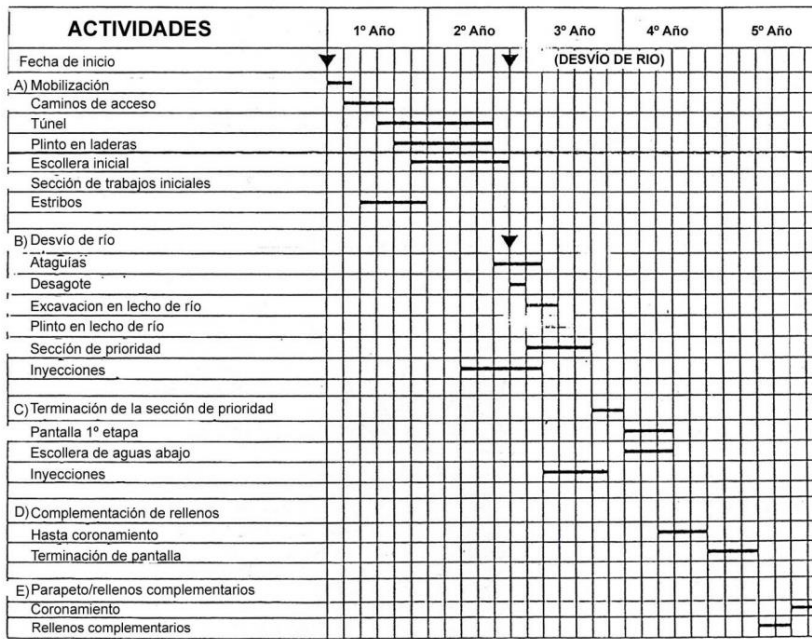 ACTIVIDADES 1º Año 2º Año 3º Año 4º Año 5º Año
Fecha de inicio (DESVÍO DE RIO)
A) Mobilización
Caminos de acceso
Túnel
Plinto en laderas
Escollera inicial
Sección de trabajos iniciales
Estribos
B) Desvío de río
Ataguías
Desagote
Excavacion en lecho de río
Plinto en lecho de río
Sección de prioridad
Inyecciones
C) Terminación de la sección de prioridad
Pantalla 1º etapa
Escollera de aguas abajo
Inyecciones
D) Complementación de rellenos
Hasta coronamiento
Terminación de pantalla
E) Parapeto/rellenos complementarios
Coronamiento
Rellenos complementarios